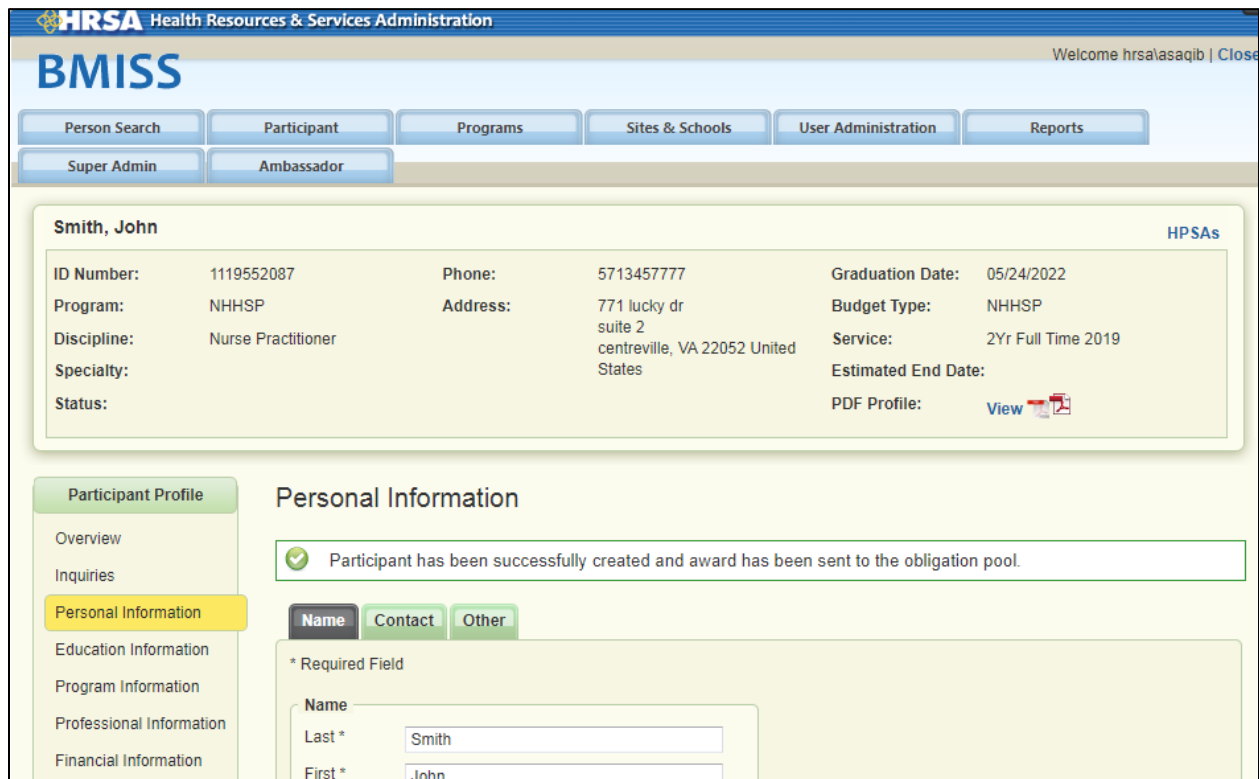 HRSA Health Resources & Services Administration
Welcome hrsa\asaqib | Close
BMISS
Person Search Participant Programs Sites & Schools User Administration Reports
Super Admin Ambassador
Smith, John
HPSAs
ID Number: 1119552087 Phone: 5713457777 Graduation Date: 05/24/2022
Program: NHHSP Address: 771 lucky dr Budget Type: NHHSP
suite 2
Discipline: Nurse Practitioner centreville, VA 22052 United Service: 2Yr Full Time 2019
Specialty: States Estimated End Date:
Status: PDF Profile: View
Participant Profile
Personal Information
Overview
Participant has been successfully created and award has been sent to the obligation pool.
Inquiries
Personal Information
Name Contact Other
Education Information
* Required Field
Program Information
Name
Professional Information
Last * Smith
Financial Information
First * John